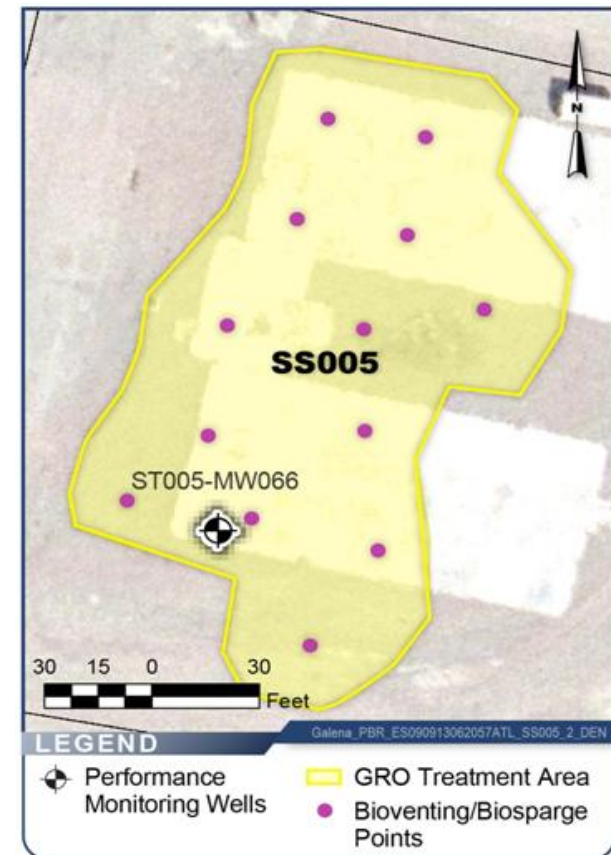 N
SS005
ST005-MW066
30 15 0 30
Feet
LEGEND
Galena_PBR_ES090913062057ATL_SS005_2_DEN
Performance
Monitoring Wells
GRO Treatment Area
Bioventing/Biosparge
Points